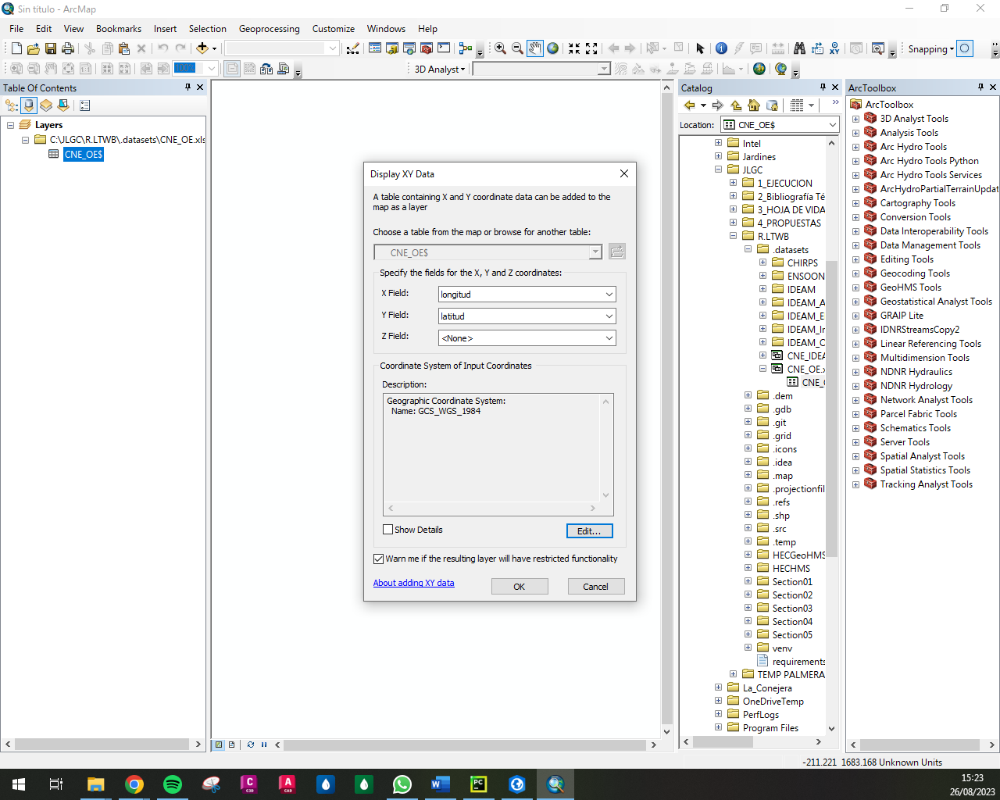 Sin título - ArcMap
File Edit View Bookmarks Insert Selection Geoprocessing Customize Windows Help
Snapping
100%
3D Analyst
Table Of Contents
Layers
C:\JLGC\R.LTWB\.datasets\CNE_OE.xls
CNE_OE$
Display XY Data
A table containing X and Y coordinate data can be added to the
map as a layer
Choose a table from the map or browse for another table:
CNE_OE$
Specify the fields for the X, Y and Z coordinates:
X Field: longitud
Y Field: latitud
Z Field: <None>
Coordinate System of Input Coordinates
Description:
Geographic Coordinate System:
Name: GCS_WGS_1984
Show Details
Edit...
Warn me if the resulting layer will have restricted functionality
About adding XY data
OK
Cancel
Catalog
Location: CNE_OE$
Intel
Jardines
JLGC
1_EJECUCION
2_Bibliografía Té
3_HOJA DE VIDA
4_PROPUESTAS
R.LTWB
.datasets
CHIRPS
ENSOON
IDEAM
IDEAM_A
IDEAM_E
IDEAM_In
IDEAM_O
CNE_IDEA
CNE_OE.x
CNE_O
.dem
.gdb
.git
.grid
.icons
.idea
.map
.projectionfil
.refs
.shp
.src
.temp
HECGeoHMS
HECHMS
Section01
Section02
Section03
Section04
Section05
venv
requirements
TEMP PALMERA
La_Conejera
OneDriveTemp
PerfLogs
Program Files
ArcToolbox
ArcToolbox
3D Analyst Tools
Analysis Tools
Arc Hydro Tools
Arc Hydro Tools Python
Arc Hydro Tools Services
ArcHydroPartialTerrainUpdat
Cartography Tools
Conversion Tools
Data Interoperability Tools
Data Management Tools
Editing Tools
Geocoding Tools
GeoHMS Tools
Geostatistical Analyst Tools
GRAIP Lite
IDNRStreamsCopy2
Linear Referencing Tools
Multidimension Tools
NDNR Hydraulics
NDNR Hydrology
Network Analyst Tools
Parcel Fabric Tools
Schematics Tools
Server Tools
Spatial Analyst Tools
Spatial Statistics Tools
Tracking Analyst Tools
-211.221 1683.168 Unknown Units
15:23
26/08/2023